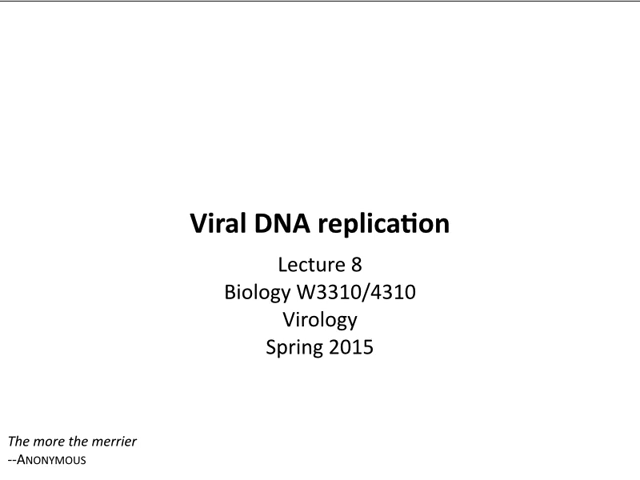 Viral DNA replication
Lecture 8
Biology W3310/4310
Virology
Spring 2015
The more the merrier
--ANONYMOUS